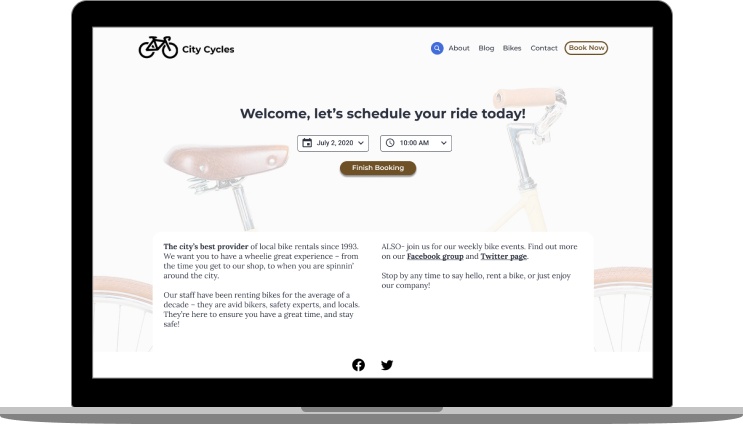 City Cycles
About Blog Bikes Contact Book Now
Welcome, let's schedule your ride today!
July 2, 2020 10:00 AM
Finish Booking
The city's best provider of local bike rentals since 1993.
We want you to have a wheelie great experience – from
the time you get to our shop, to when you are spinnin'
around the city.
Our staff have been renting bikes for the average of a
decade – they are avid bikers, safety experts, and locals.
They're here to ensure you have a great time, and stay
safe!
ALSO- join us for our weekly bike events. Find out more
on our Facebook group and Twitter page.
Stop by any time to say hello, rent a bike, or just enjoy
our company!